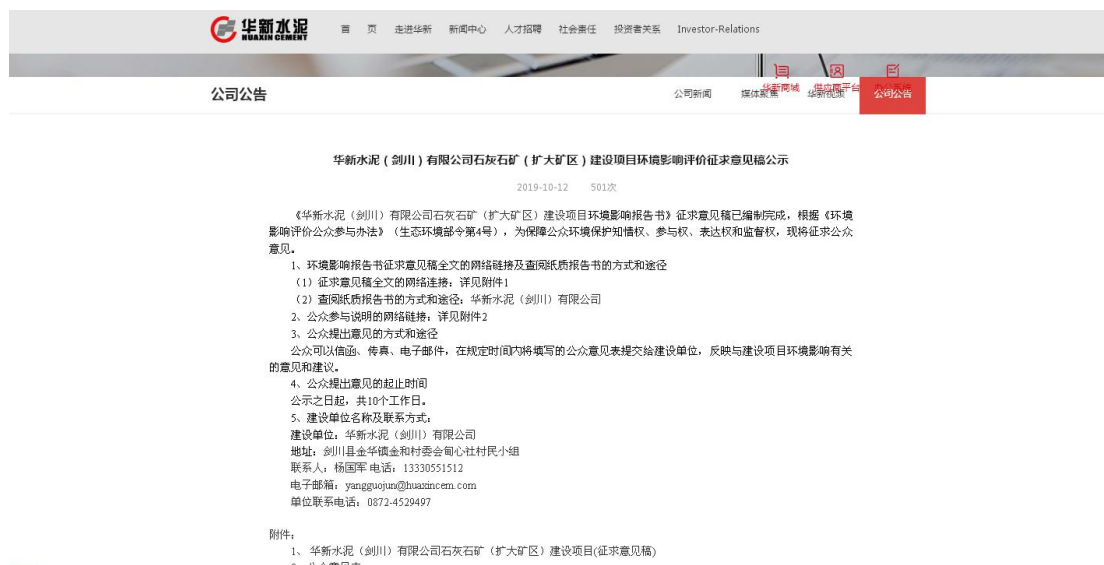 华新水泥
HUAXIN CEMENT
首 页 走进华新 新闻中心 人才招聘 社会责任 投资者关系 Investor-Relations
华新商城 供应商平台 办公系统
公司公告
公司新闻 媒体聚焦 华新视频 公司公告
华新水泥（剑川）有限公司石灰石矿（扩大矿区）建设项目环境影响评价征求意见稿公示
2019-10-12 501次
《华新水泥（剑川）有限公司石灰石矿（扩大矿区）建设项目环境影响报告书》征求意见稿已编制完成，根据《环境
影响评价公众参与办法》（生态环境部令第4号），为保障公众环境保护知情权、参与权、表达权和监督权，现将征求公众
意见。
1、环境影响报告书征求意见稿全文的网络链接及查阅纸质报告书的方式和途径
（1）征求意见稿全文的网络连接：详见附件1
（2）查阅纸质报告书的方式和途径：华新水泥（剑川）有限公司
2、公众参与说明的网络链接：详见附件2
3、公众提出意见的方式和途径
公众可以信函、传真、电子邮件，在规定时间内将填写的公众意见表提交给建设单位，反映与建设项目环境影响有关
的意见和建议。
4、公众提出意见的起止时间
公示之日起，共10个工作日。
5、建设单位名称及联系方式：
建设单位：华新水泥（剑川）有限公司
地址：剑川县金华镇金和村委会甸心社村民小组
联系人：杨国军 电话：13330551512
电子邮箱：yangguojun@huaxincem.com
单位联系电话：0872-4529497
附件：
1、 华新水泥（剑川）有限公司石灰石矿（扩大矿区）建设项目(征求意见稿)
2、公众意见表